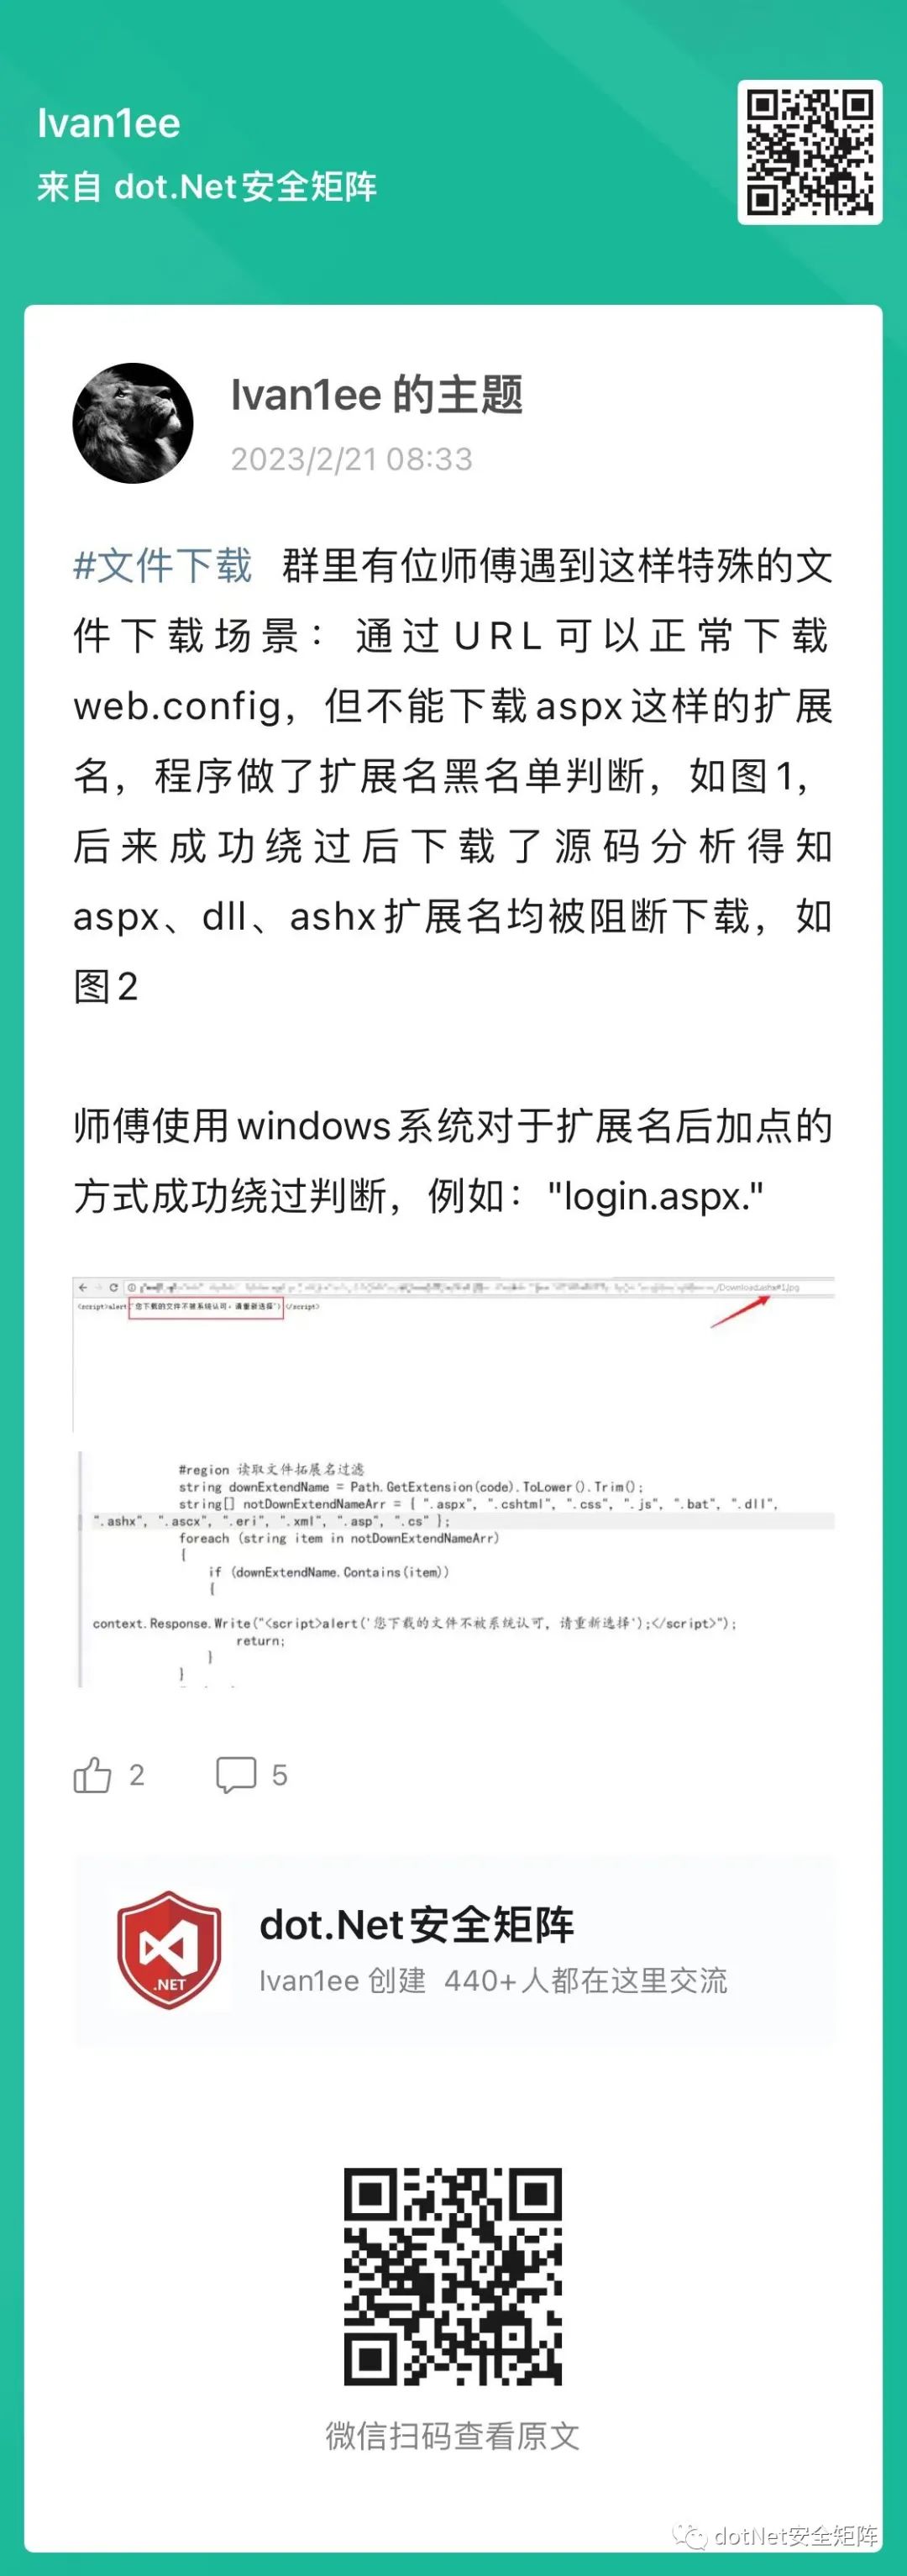 Ivan1ee
来自 dot.Net安全矩阵
Ivan1ee 的主题
2023/2/21 08:33
#文件下载 群里有位师傅遇到这样特殊的文
件下载场景：通过URL可以正常下载
web.config，但不能下载aspx这样的扩展
名，程序做了扩展名黑名单判断，如图1，
后来成功绕过后下载了源码分析得知
aspx、dll、ashx扩展名均被阻断下载，如
图2
师傅使用windows系统对于扩展名后加点的
方式成功绕过判断，例如："login.aspx."
/Download.ashx
<script>alert('您下载的文件不被系统认可，请重新选择')</script>
#region 读取文件拓展名过滤
string downExtendName = Path.GetExtension(code).ToLower().Trim();
string[] notDownExtendNameArr = { ".aspx", ".cshtml", ".css", ".js", ".bat", ".dll",
".ashx", ".ascx", ".eri", ".xml", ".asp", ".cs" };
foreach (string item in notDownExtendNameArr)
{
if (downExtendName.Contains(item))
{
context.Response.Write("<script>alert('您下载的文件不被系统认可，请重新选择');</script>");
return;
}
}
2 5
.NET
dot.Net安全矩阵
Ivan1ee 创建 440+人都在这里交流
微信扫码查看原文
dotNet安全矩阵